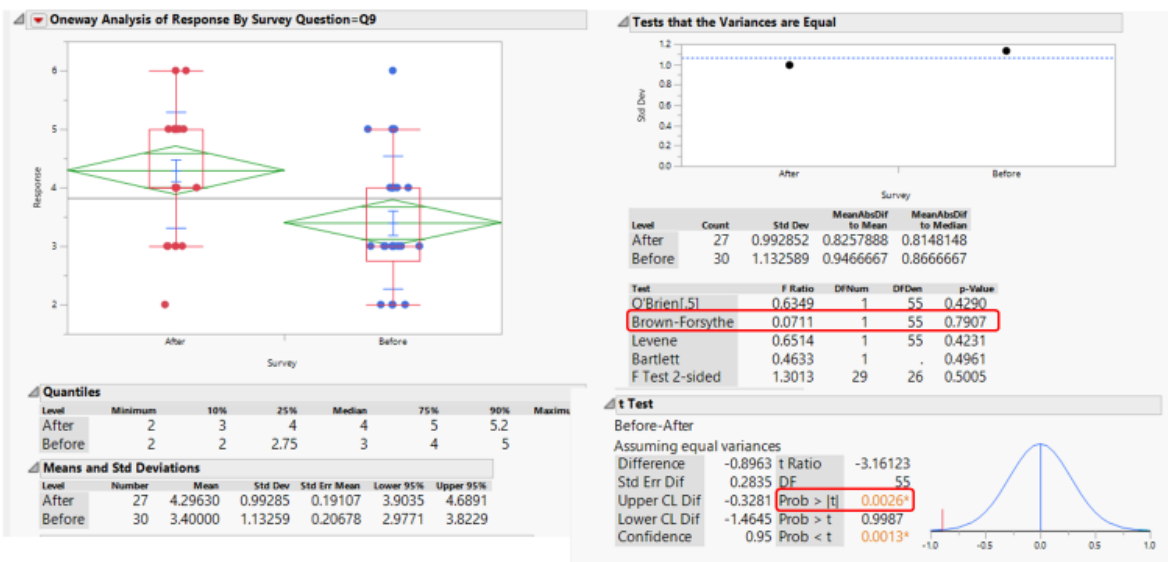 Oneway Analysis of Response By Survey Question=Q9
6
5
4
3
2
Response
After Before
Survey
Quantiles
Level Minimum 10% 25% Median 75% 90% Maximu
After 2 3 4 4 5 5.2
Before 2 2 2.75 3 4 5
Means and Std Deviations
Level Number Mean Std Dev Std Err Mean Lower 95% Upper 95%
After 27 4.29630 0.99285 0.19107 3.9035 4.6891
Before 30 3.40000 1.13259 0.20678 2.9771 3.8229
Tests that the Variances are Equal
1.2
1.0
0.8
0.6
0.4
0.2
0.0
Std Dev
After Before
Survey
MeanAbsDif MeanAbsDif
Level Count Std Dev to Mean to Median
After 27 0.992852 0.8257888 0.8148148
Before 30 1.132589 0.9466667 0.8666667
Test F Ratio DFNum DFDen p-Value
O'Brien[.5] 0.6349 1 55 0.4290
Brown-Forsythe 0.0711 1 55 0.7907
Levene 0.6514 1 55 0.4231
Bartlett 0.4633 1 . 0.4961
F Test 2-sided 1.3013 29 26 0.5005
t Test
Before-After
Assuming equal variances
Difference -0.8963 t Ratio -3.16123
Std Err Dif 0.2835 DF 55
Upper CL Dif -0.3281 Prob > |t| 0.0026*
Lower CL Dif -1.4645 Prob > t 0.9987
Confidence 0.95 Prob < t 0.0013*
-1.0 -0.5 0.0 0.5 1.0